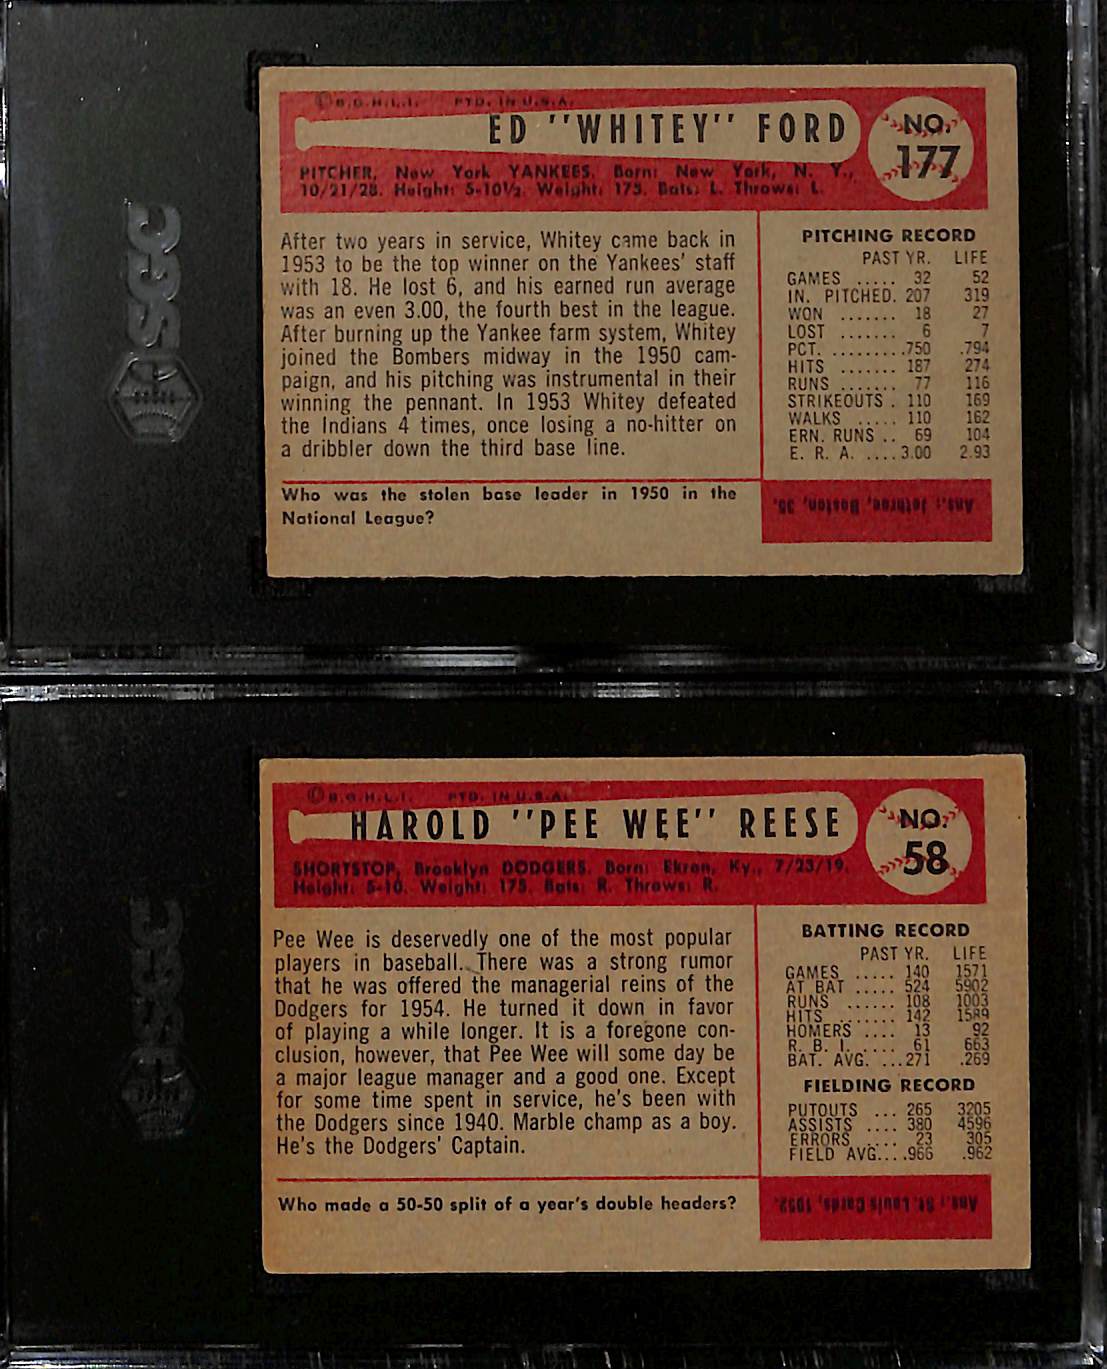 © B.G.H.L.I. PTD. IN U.S.A.
ED "WHITEY" FORD
NO.
177
PITCHER, New York YANKEES. Born: New York, N. Y.,
10/21/28. Height: 5-10½. Weight: 175. Bats: L. Throws: L.
After two years in service, Whitey came back in
1953 to be the top winner on the Yankees' staff
with 18. He lost 6, and his earned run average
was an even 3.00, the fourth best in the league.
After burning up the Yankee farm system, Whitey
joined the Bombers midway in the 1950 cam-
paign, and his pitching was instrumental in their
winning the pennant. In 1953 Whitey defeated
the Indians 4 times, once losing a no-hitter on
a dribbler down the third base line.
Who was the stolen base leader in 1950 in the
National League?
PITCHING RECORD
PAST YR. LIFE
GAMES ..... 32 52
IN. PITCHED. 207 319
WON ....... 18 27
LOST ....... 6 7
PCT. .........750 .794
HITS ....... 187 274
RUNS ....... 77 116
STRIKEOUTS . 110 169
WALKS ..... 110 162
ERN. RUNS .. 69 104
E. R. A. ....3.00 2.93
Ans.: Jethroe, Boston, 35.
SGC
© B.G.H.L.I. PTD. IN U.S.A.
HAROLD "PEE WEE" REESE
NO.
58
SHORTSTOP, Brooklyn DODGERS. Born: Ekron, Ky., 7/23/19.
Height: 5-10. Weight: 175. Bats: R. Throws: R.
Pee Wee is deservedly one of the most popular
players in baseball. There was a strong rumor
that he was offered the managerial reins of the
Dodgers for 1954. He turned it down in favor
of playing a while longer. It is a foregone con-
clusion, however, that Pee Wee will some day be
a major league manager and a good one. Except
for some time spent in service, he's been with
the Dodgers since 1940. Marble champ as a boy.
He's the Dodgers' Captain.
Who made a 50-50 split of a year's double headers?
BATTING RECORD
PAST YR. LIFE
GAMES ..... 140 1571
AT BAT ..... 524 5902
RUNS ...... 108 1003
HITS ....... 142 1589
HOMERS .... 13 92
R. B. I. .... 61 663
BAT. AVG. ...271 .269
FIELDING RECORD
PUTOUTS ... 265 3205
ASSISTS .... 380 4596
ERRORS .... 23 305
FIELD AVG....966 .962
Ans.: St. Louis Cards, 1952.
SGC